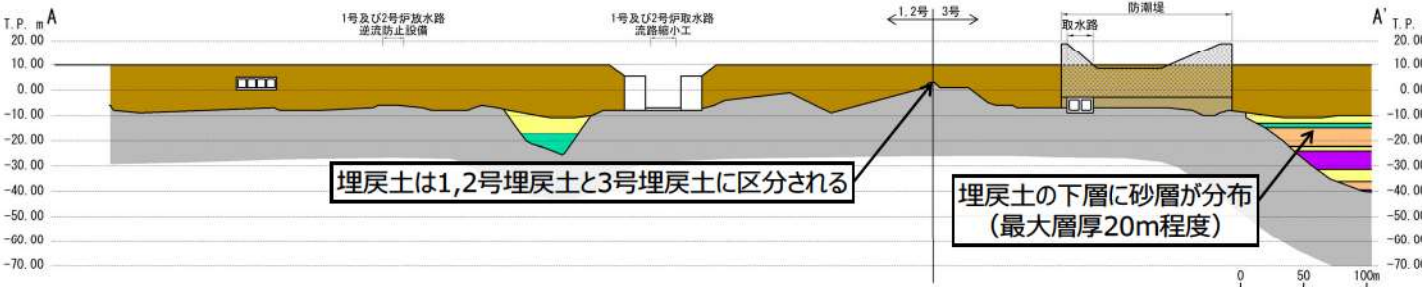 T.P. m A
1号及び2号炉放水路
逆流防止設備
1号及び2号炉取水路
流路縮小工
1,2号
3号
防潮堤
取水路
A' T.P. m
20.00
10.00
0.00
-10.00
-20.00
-30.00
-40.00
-50.00
-60.00
-70.00
埋戻土は1,2号埋戻土と3号埋戻土に区分される
埋戻土の下層に砂層が分布
(最大層厚20m程度)
20.00
10.00
0.00
-10.00
-20.00
-30.00
-40.00
-50.00
-60.00
-70.00
0 50 100m